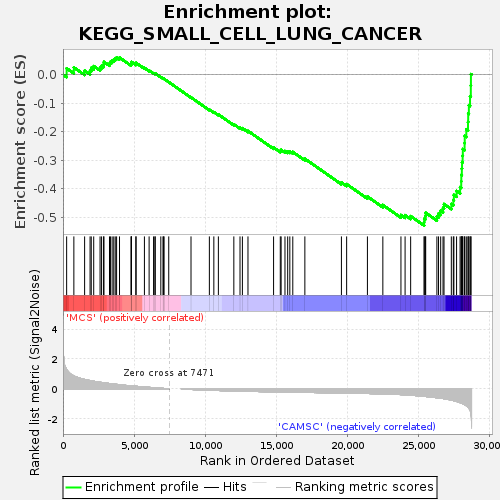 Enrichment plot:
KEGG_SMALL_CELL_LUNG_CANCER
Enrichment score (ES)
0.0
-0.1
-0.2
-0.3
-0.4
-0.5
'MCS' (positively correlated)
Ranked list metric (Signal2Noise)
4
2
0
-2
Zero cross at 7471
'CAMSC' (negatively correlated)
0
5,000
10,000
15,000
20,000
25,000
30,000
Rank in Ordered Dataset
Enrichment profile
Hits
Ranking metric scores